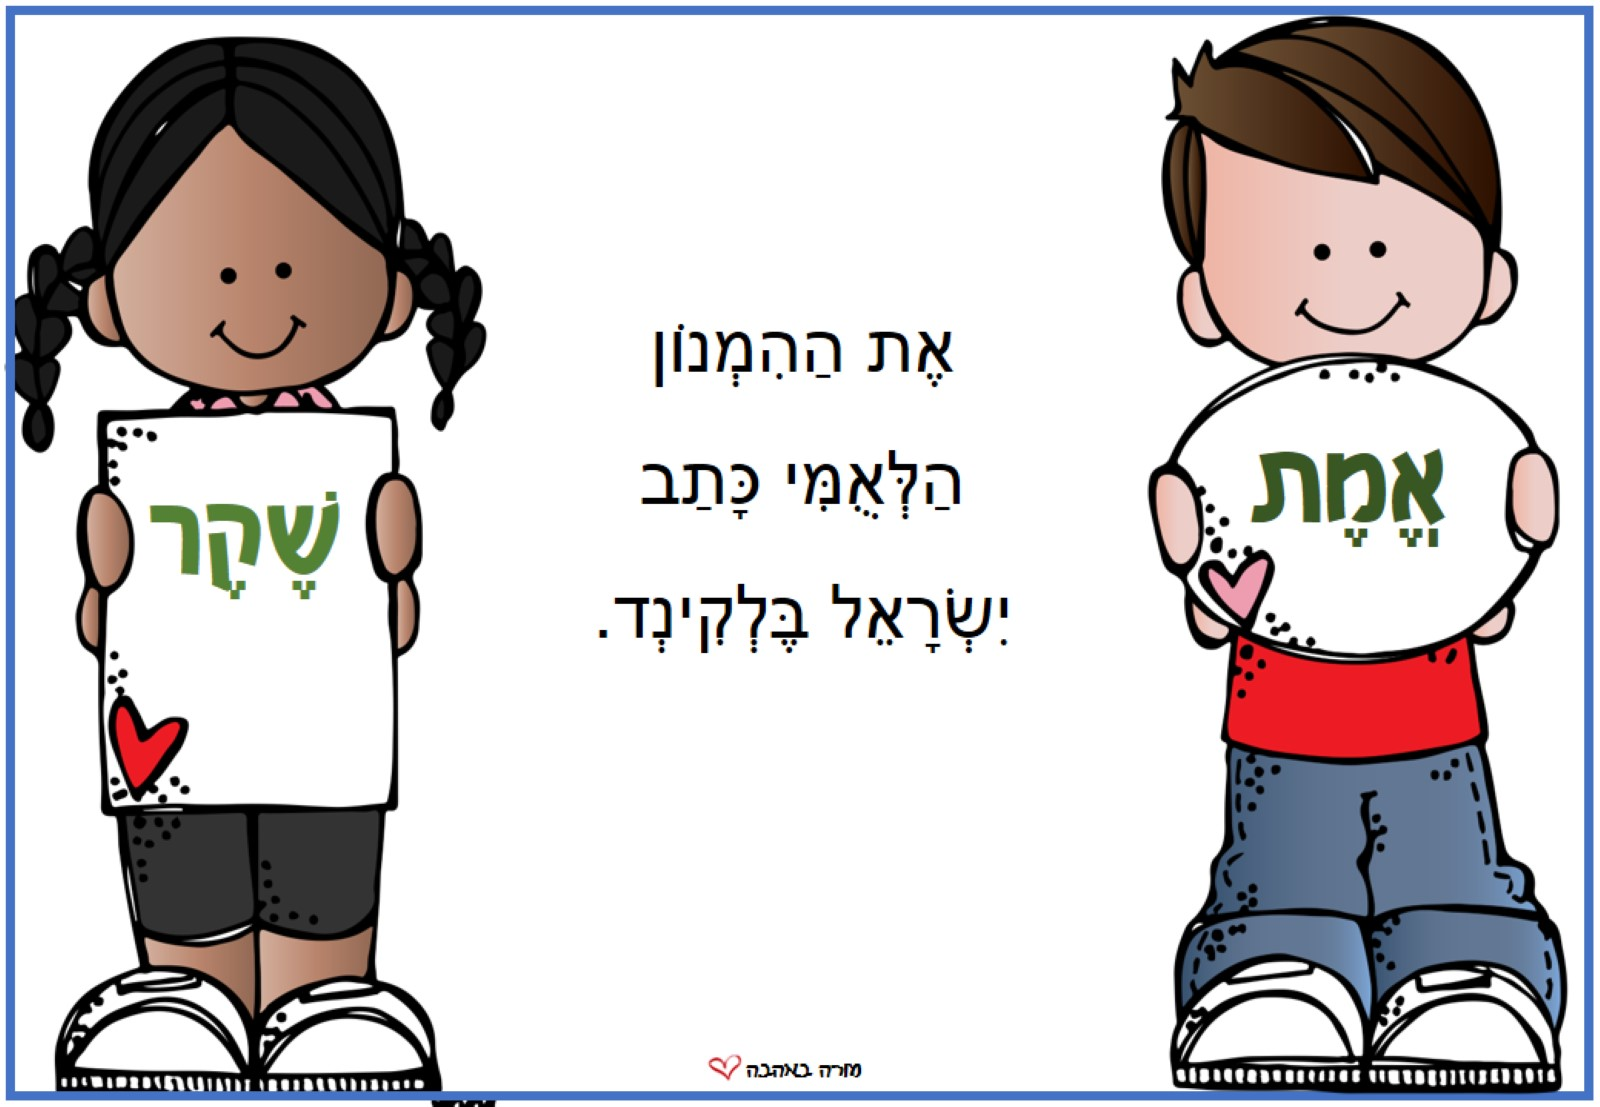 אֶת הַהִמְנוֹן
הַלְּאֻמִּי כָּתַב
יִשְׂרָאֵל בֶּלְקִינְד.
אֱמֶת
שֶׁקֶר
מורה באהבה